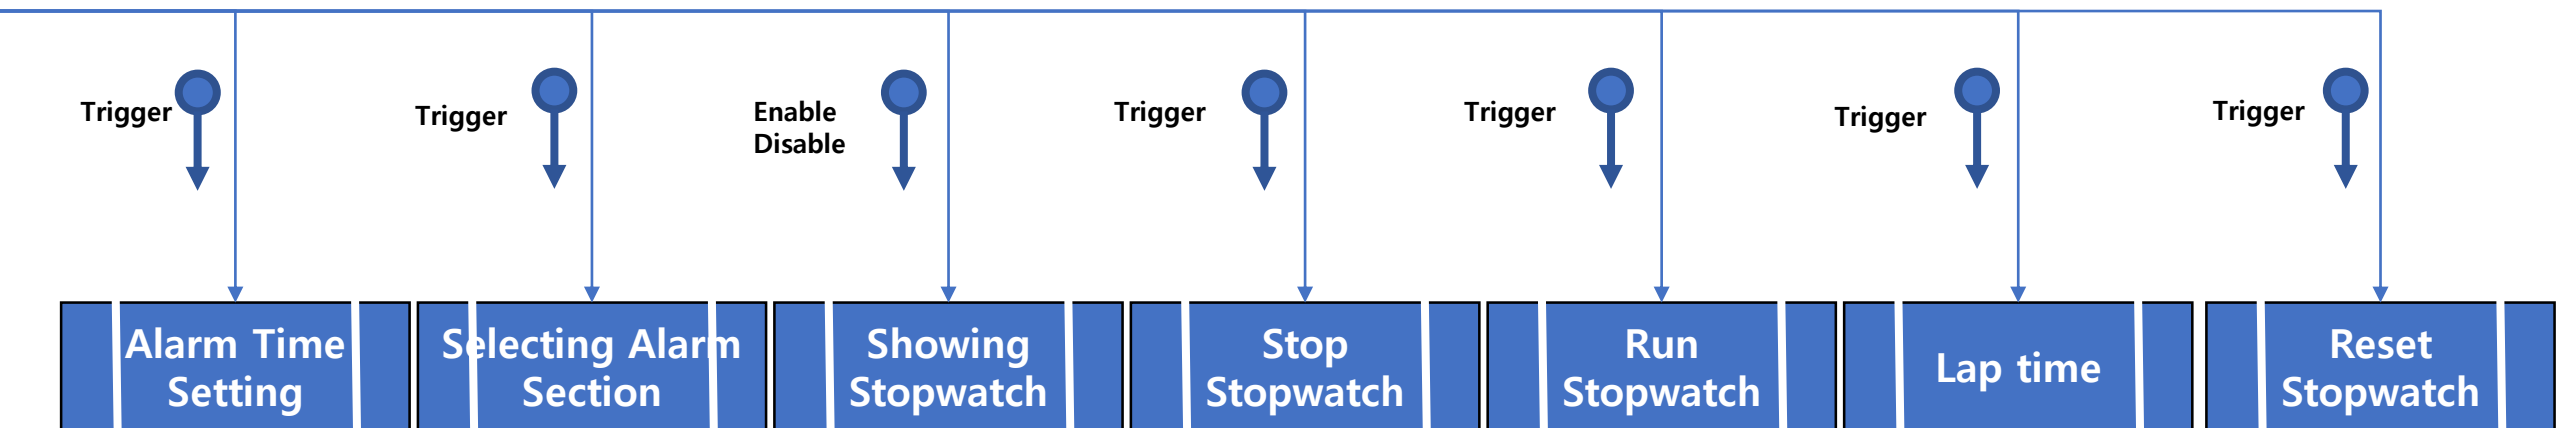 Trigger
Trigger
Enable
Disable
Trigger
Trigger
Trigger
Trigger
Alarm Time
Setting
Selecting Alarm
Section
Showing
Stopwatch
Stop
Stopwatch
Run
Stopwatch
Lap time
Reset
Stopwatch